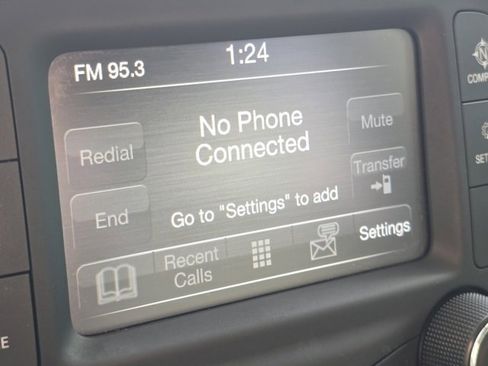 FM 95.3
1:24
No Phone
Connected
Redial
Mute
Transfer
End
Go to "Settings" to add
Recent
Calls
Settings
N